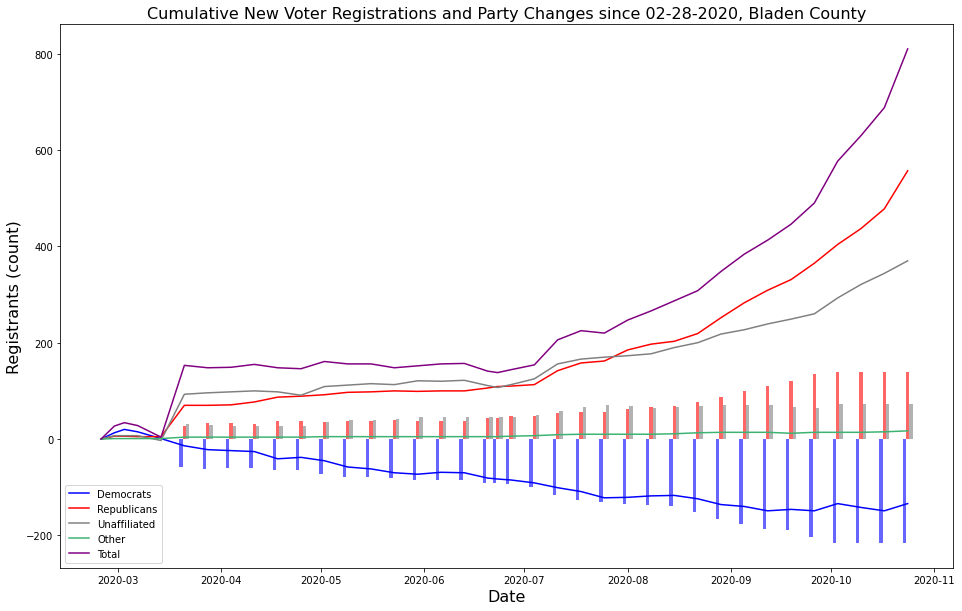 Cumulative New Voter Registrations and Party Changes since 02-28-2020, Bladen County
Registrants (count)
800
600
400
200
0
−200
Democrats
Republicans
Unaffiliated
Other
Total
2020-03 2020-04 2020-05 2020-06 2020-07 2020-08 2020-09 2020-10 2020-11
Date